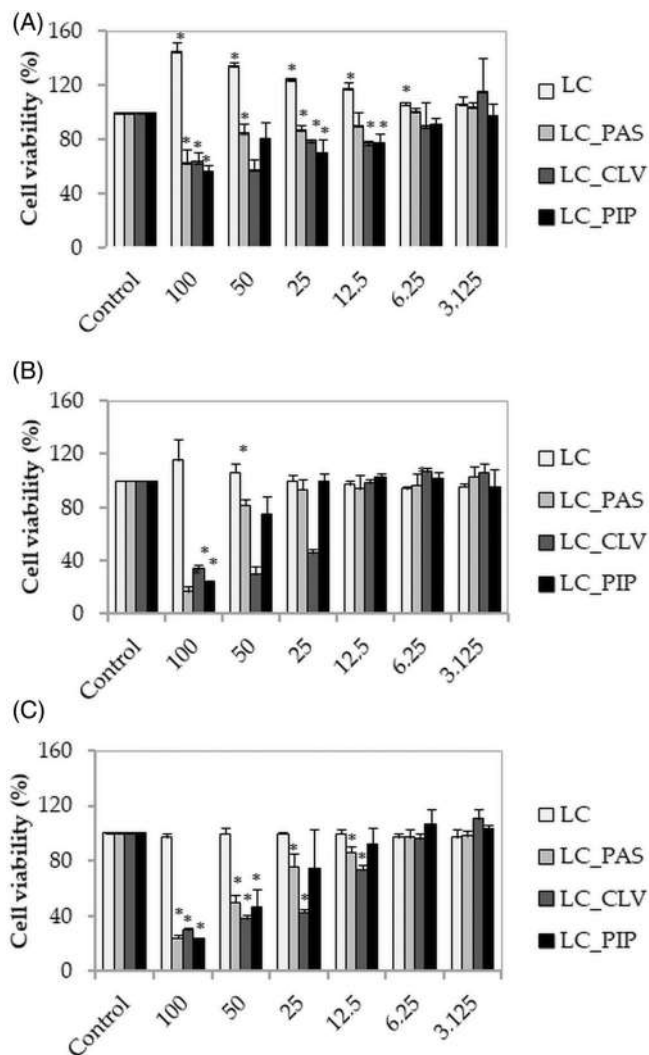 (A)
Cell viability (%)
160
120
80
40
0
* * * * * * * * * * * * * *
Control 100 50 25 12.5 6.25 3.125
LC
LC_PAS
LC_CLV
LC_PIP
(B)
Cell viability (%)
160
120
80
40
0
* * * *
Control 100 50 25 12.5 6.25 3.125
LC
LC_PAS
LC_CLV
LC_PIP
(C)
Cell viability (%)
160
120
80
40
0
* * * * * * * * * *
Control 100 50 25 12.5 6.25 3.125
LC
LC_PAS
LC_CLV
LC_PIP